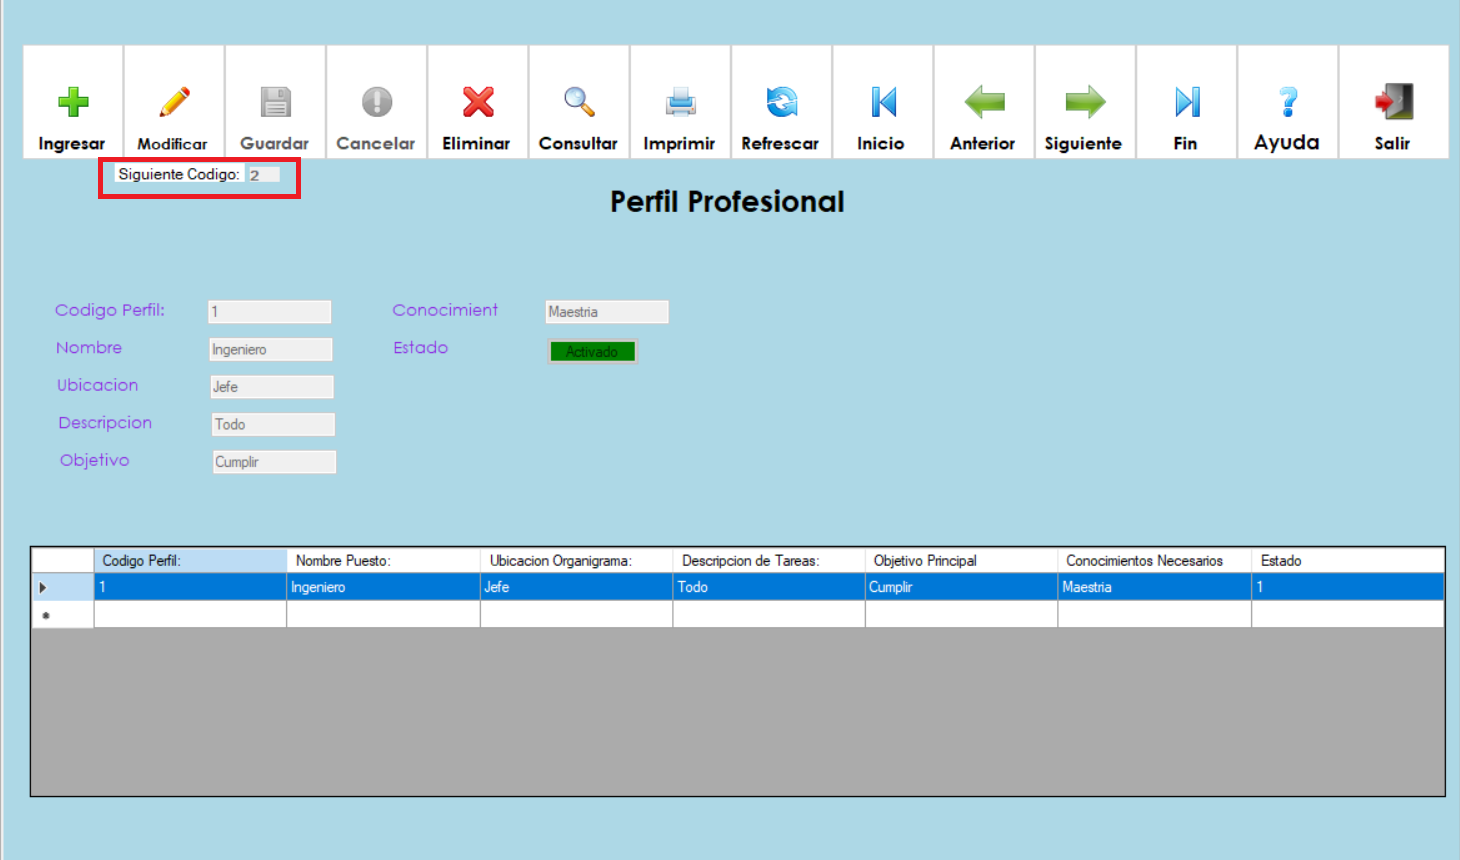 Ingresar Modificar Guardar Cancelar Eliminar Consultar Imprimir Refrescar Inicio Anterior Siguiente Fin Ayuda Salir
Siguiente Codigo: 2
Perfil Profesional
Codigo Perfil: 1 Conocimient Maestria
Nombre Ingeniero Estado Activado
Ubicacion Jefe
Descripcion Todo
Objetivo Cumplir
Codigo Perfil: Nombre Puesto: Ubicacion Organigrama: Descripcion de Tareas: Objetivo Principal Conocimientos Necesarios Estado
1 Ingeniero Jefe Todo Cumplir Maestria 1